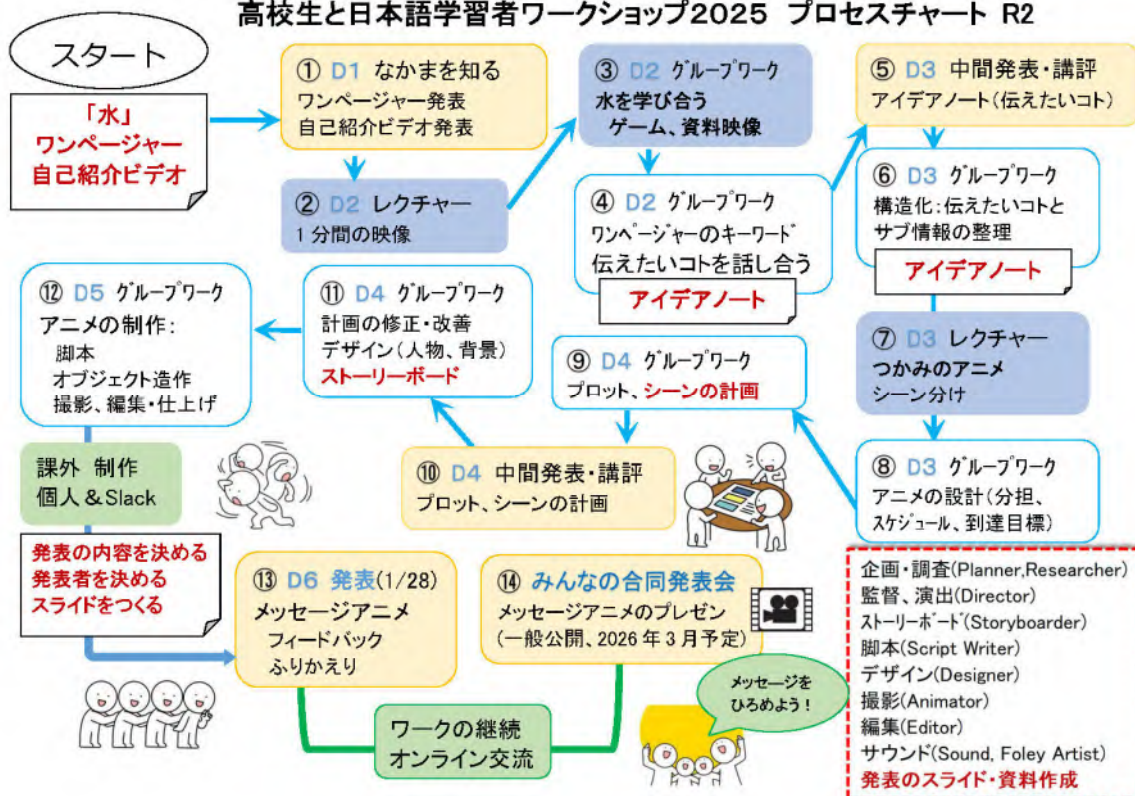 高校生と日本語学習者ワークショップ2025 プロセスチャート R2
スタート
「水」
ワンページャー
自己紹介ビデオ
① D1 なかまを知る
ワンページャー発表
自己紹介ビデオ発表
② D2 レクチャー
1分間の映像
③ D2 グループワーク
水を学び合う
ゲーム、資料映像
④ D2 グループワーク
ワンページャーのキーワード
伝えたいコトを話し合う
アイデアノート
⑤ D3 中間発表・講評
アイデアノート(伝えたいコト)
⑥ D3 グループワーク
構造化:伝えたいコトと
サブ情報の整理
アイデアノート
⑦ D3 レクチャー
つかみのアニメ
シーン分け
⑧ D3 グループワーク
アニメの設計(分担、
スケジュール、到達目標)
⑨ D4 グループワーク
プロット、シーンの計画
⑩ D4 中間発表・講評
プロット、シーンの計画
⑪ D4 グループワーク
計画の修正・改善
デザイン(人物、背景)
ストーリーボード
⑫ D5 グループワーク
アニメの制作:
脚本
オブジェクト造作
撮影、編集・仕上げ
課外 制作
個人&Slack
発表の内容を決める
発表者を決める
スライドをつくる
⑬ D6 発表(1/28)
メッセージアニメ
フィードバック
ふりかえり
⑭ みんなの合同発表会
メッセージアニメのプレゼン
(一般公開、2026年3月予定)
ワークの継続
オンライン交流
メッセージを
ひろめよう!
企画・調査(Planner,Researcher)
監督、演出(Director)
ストーリーボード(Storyboarder)
脚本(Script Writer)
デザイン(Designer)
撮影(Animator)
編集(Editor)
サウンド(Sound, Foley Artist)
発表のスライド・資料作成